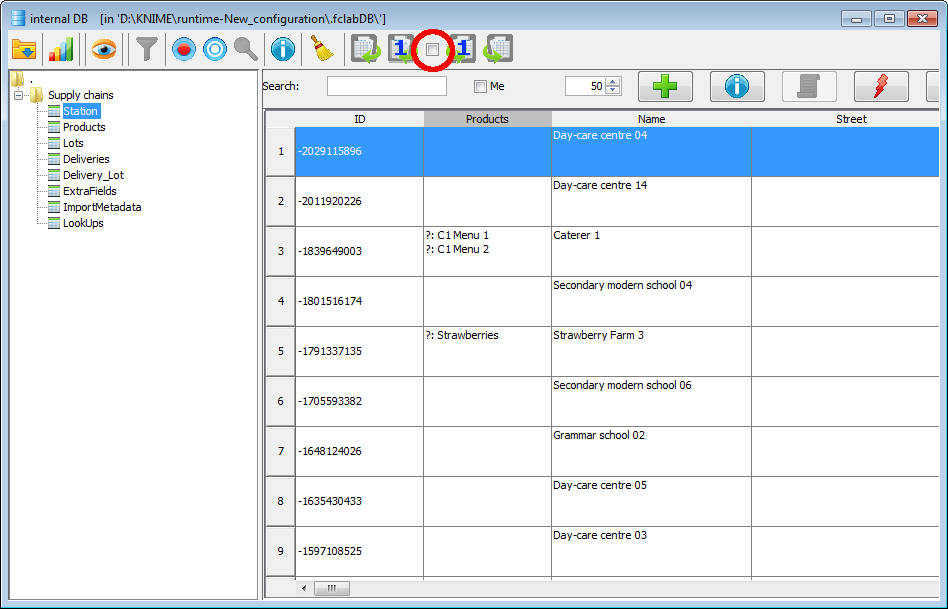 internal DB [in 'D:\KNIME\runtime-New_configuration\.fclabDB\']
1 1
.
Supply chains
Station
Products
Lots
Deliveries
Delivery_Lot
ExtraFields
ImportMetadata
LookUps
Search: Me 50
ID Products Name Street
1 -2029115896 Day-care centre 04
2 -2011920226 Day-care centre 14
3 -1839649003 ?: C1 Menu 1 Caterer 1
?: C1 Menu 2
4 -1801516174 Secondary modern school 04
5 -1791337135 ?: Strawberries Strawberry Farm 3
6 -1705593382 Secondary modern school 06
7 -1648124026 Grammar school 02
8 -1635430433 Day-care centre 05
9 -1597108525 Day-care centre 03